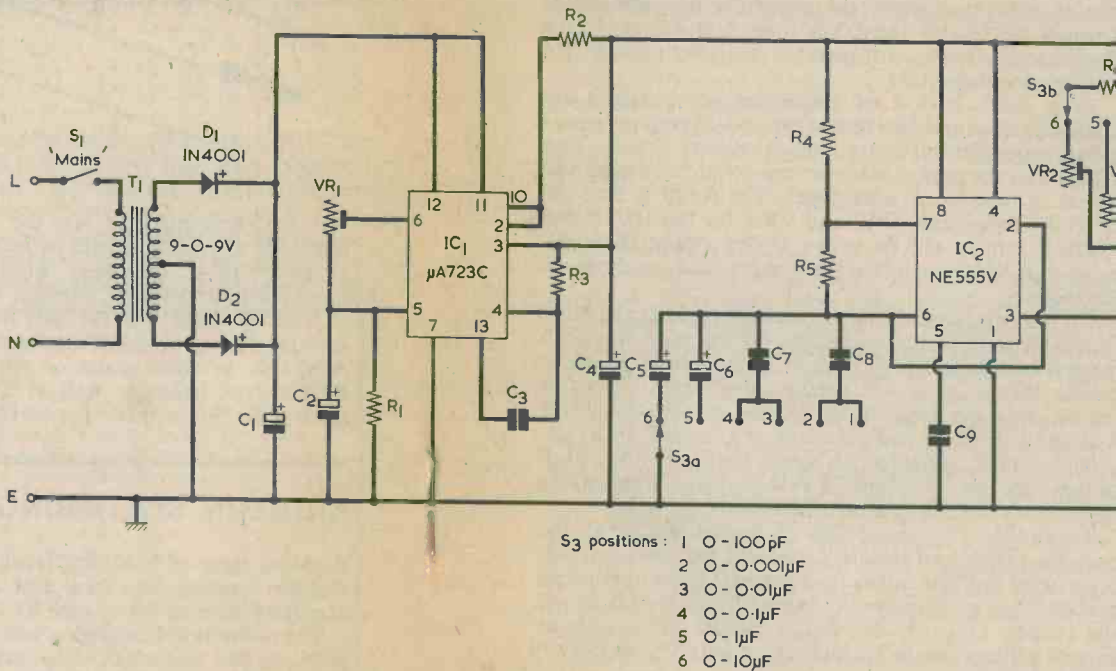 R2
S1
'Mains'
L
T1
D1
1N4001
9-0-9V
D2
1N4001
N
E
C1
VR1
C2
R1
6
12
11
10
2
3
IC1
μA723C
5
4
7
13
R3
C3
C4
R4
R5
C5
C6
C7
C8
6
5
4
3
2
1
S3a
8
4
7
2
IC2
NE555V
6
3
5
1
C9
S3b
R
6
5
VR2
V
S3 positions: 1 0-100pF
2 0-0·001μF
3 0-0·01μF
4 0-0·1μF
5 0-1μF
6 0-10μF